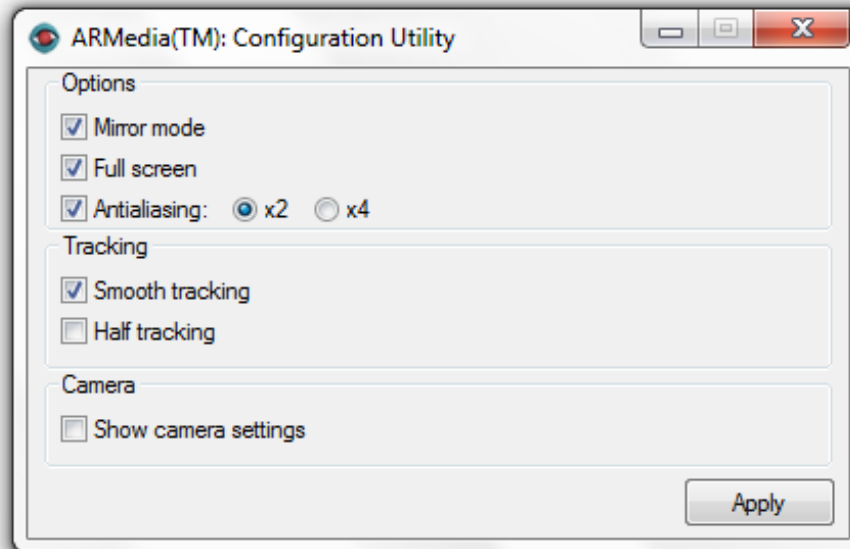 ARMedia(TM): Configuration Utility
Options
Mirror mode
Full screen
Antialiasing: x2 x4
Tracking
Smooth tracking
Half tracking
Camera
Show camera settings
Apply